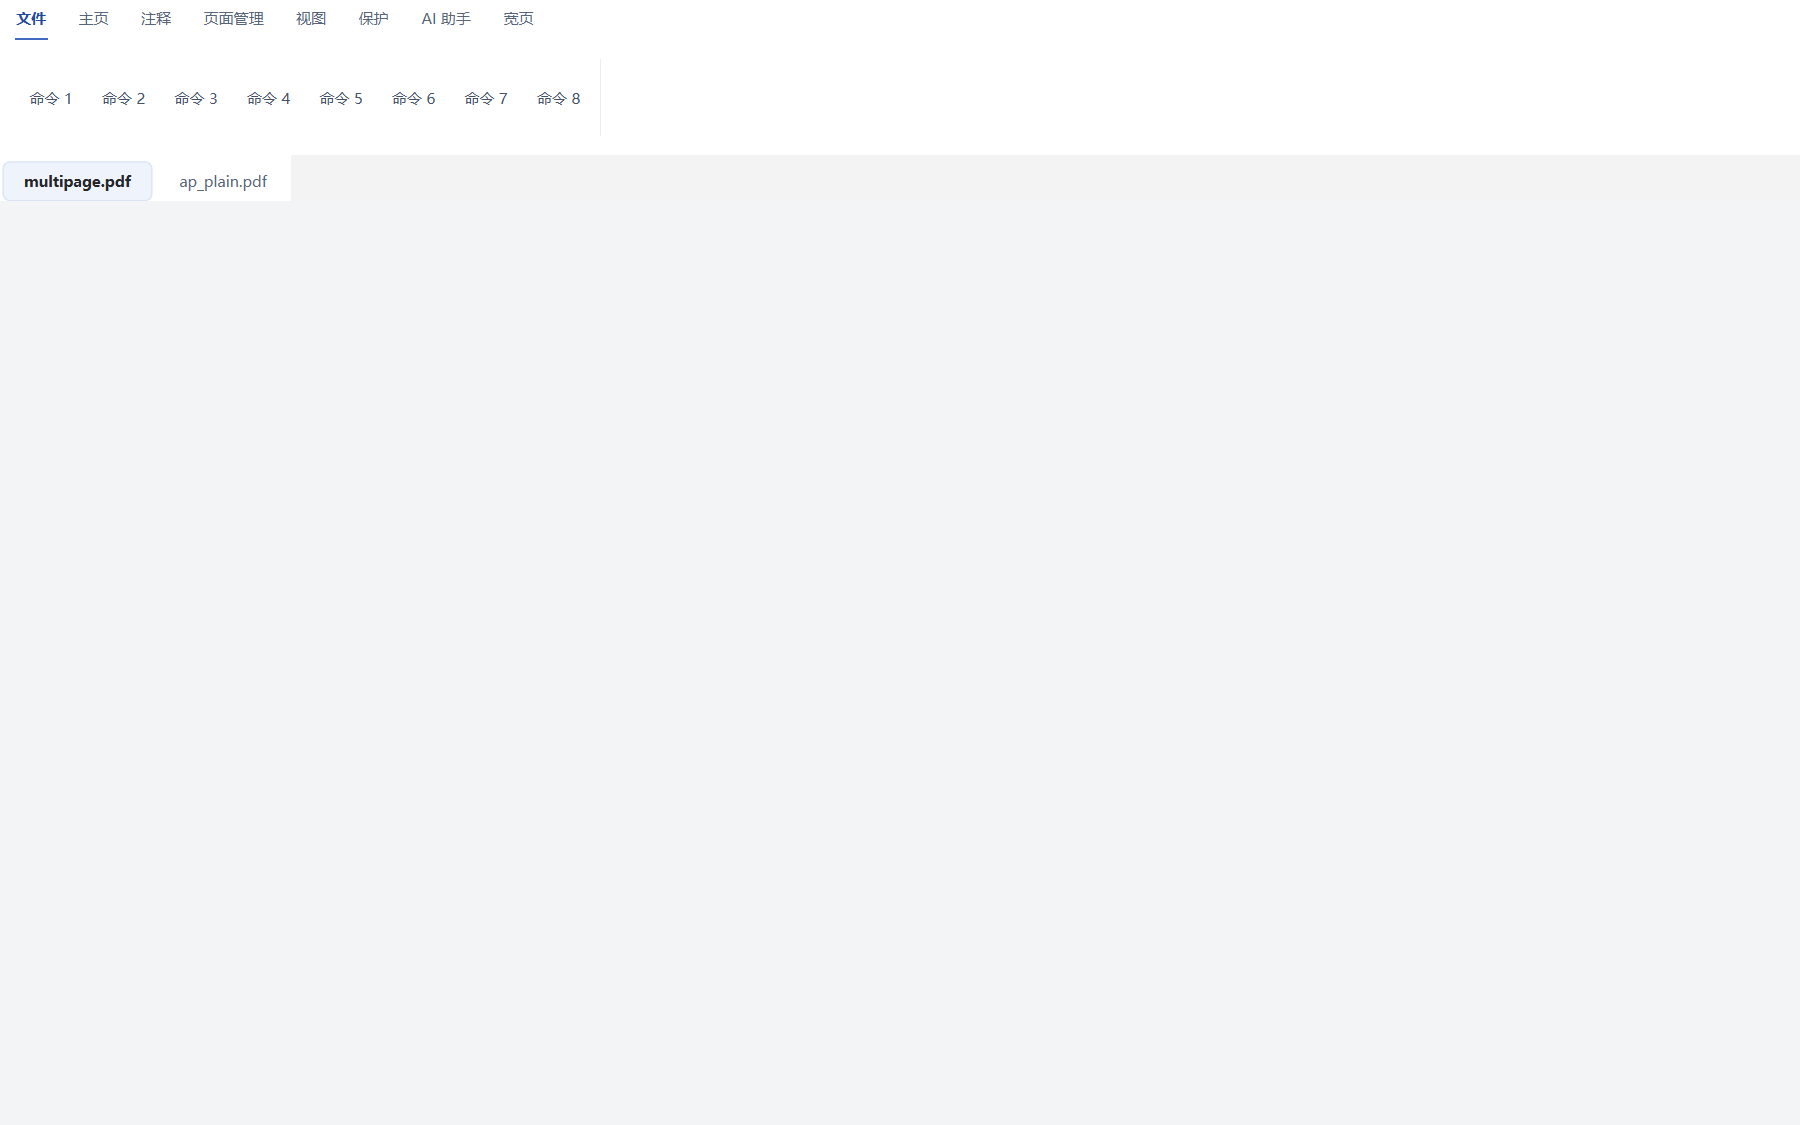 文件 主页 注释 页面管理 视图 保护 AI 助手 宽页
命令 1 命令 2 命令 3 命令 4 命令 5 命令 6 命令 7 命令 8
multipage.pdf ap_plain.pdf